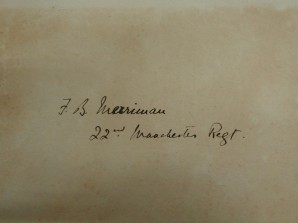 F. B. Merriman
22nd Manchester Regt.